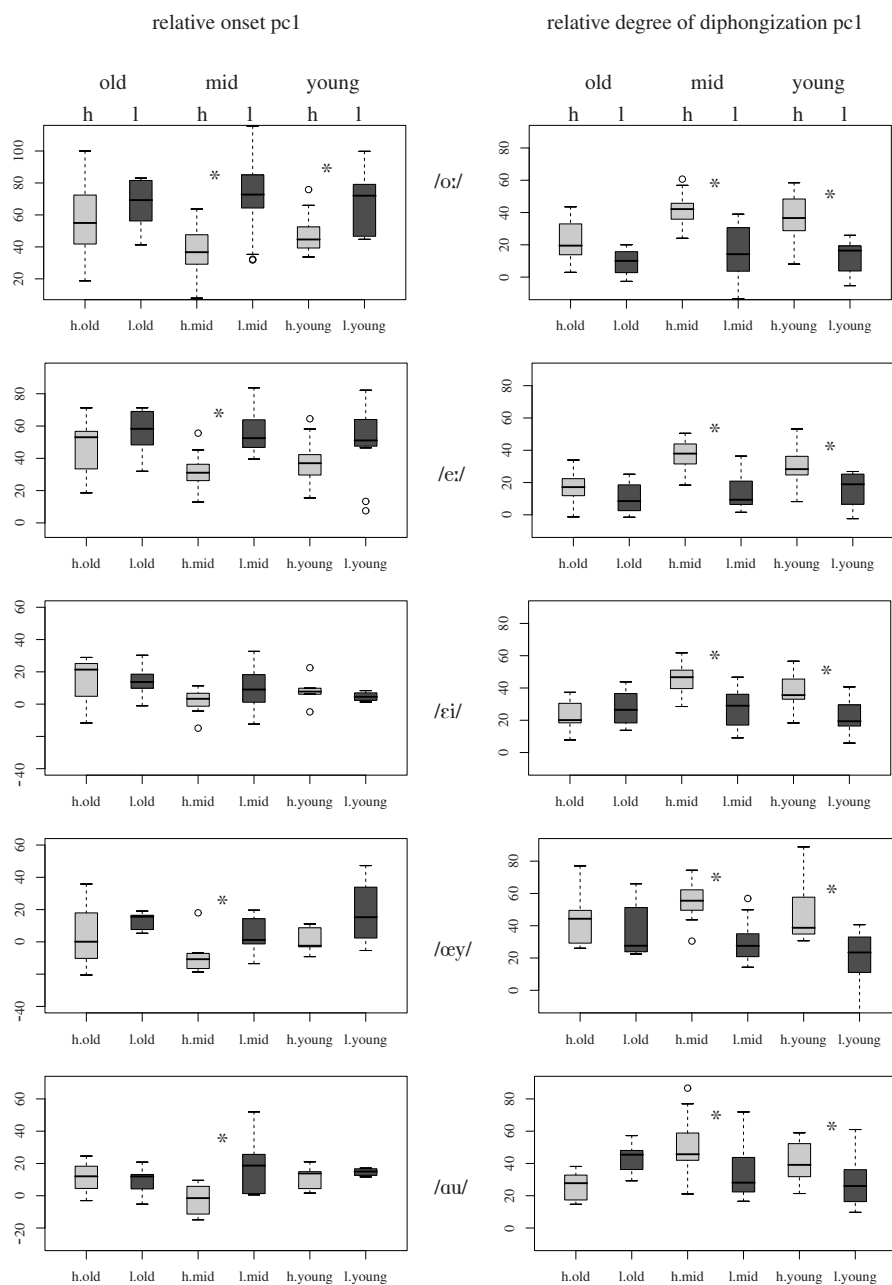 relative onset pc1 relative degree of diphongization pc1
old mid young old mid young
h l h l h l h l h l h l
/oː/
20 40 60 80 100
* *
h.old l.old h.mid l.mid h.young l.young
0 20 40 60 80
* *
h.old l.old h.mid l.mid h.young l.young
/eː/
0 20 40 60 80
*
h.old l.old h.mid l.mid h.young l.young
0 20 40 60 80
* *
h.old l.old h.mid l.mid h.young l.young
/ɛi/
-40 0 20 40 60
h.old l.old h.mid l.mid h.young l.young
0 20 40 60 80
* *
h.old l.old h.mid l.mid h.young l.young
/œy/
-40 0 20 40 60
*
h.old l.old h.mid l.mid h.young l.young
0 20 40 60 80
* *
h.old l.old h.mid l.mid h.young l.young
/ɑu/
-20 0 20 40 60
*
h.old l.old h.mid l.mid h.young l.young
0 20 40 60 80
* *
h.old l.old h.mid l.mid h.young l.young